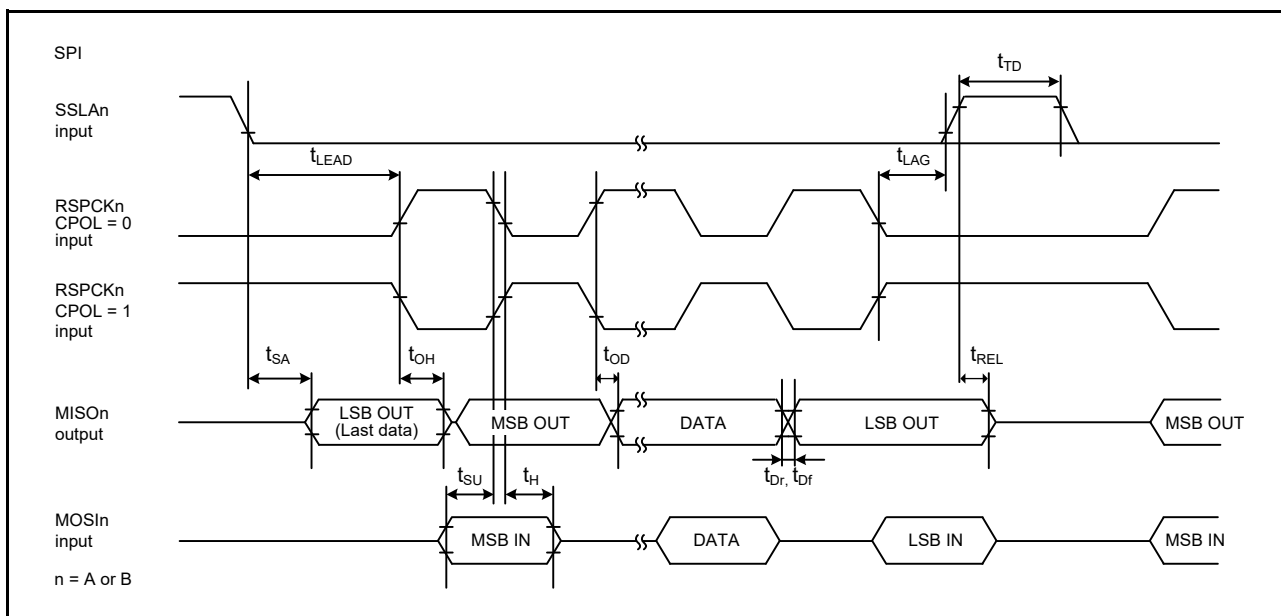 SPI
t_TD
SSLAn
input
t_LEAD
t_LAG
RSPCKn
CPOL = 0
input
RSPCKn
CPOL = 1
input
t_SA
t_OH
t_OD
t_REL
MISOn
output
LSB OUT
(Last data)
MSB OUT
DATA
LSB OUT
MSB OUT
t_SU
t_H
t_Dr, t_Df
MOSIn
input
MSB IN
DATA
LSB IN
MSB IN
n = A or B